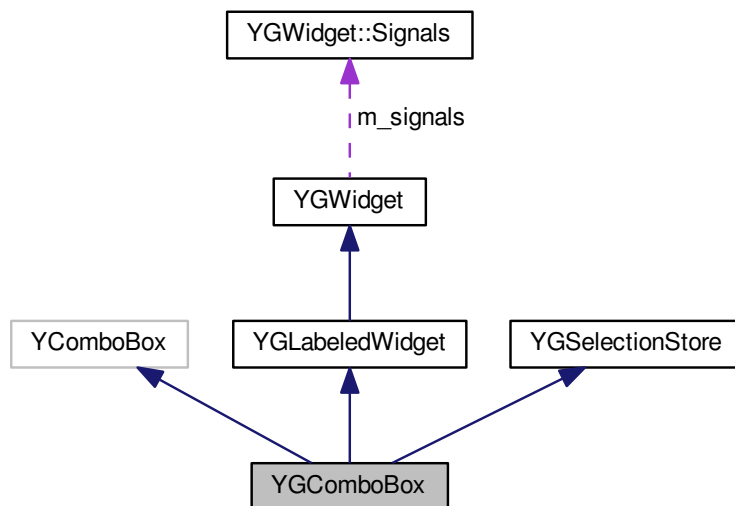 YGWidget::Signals
m_signals
YGWidget
YComboBox
YGLabeledWidget
YGSelectionStore
YGComboBox